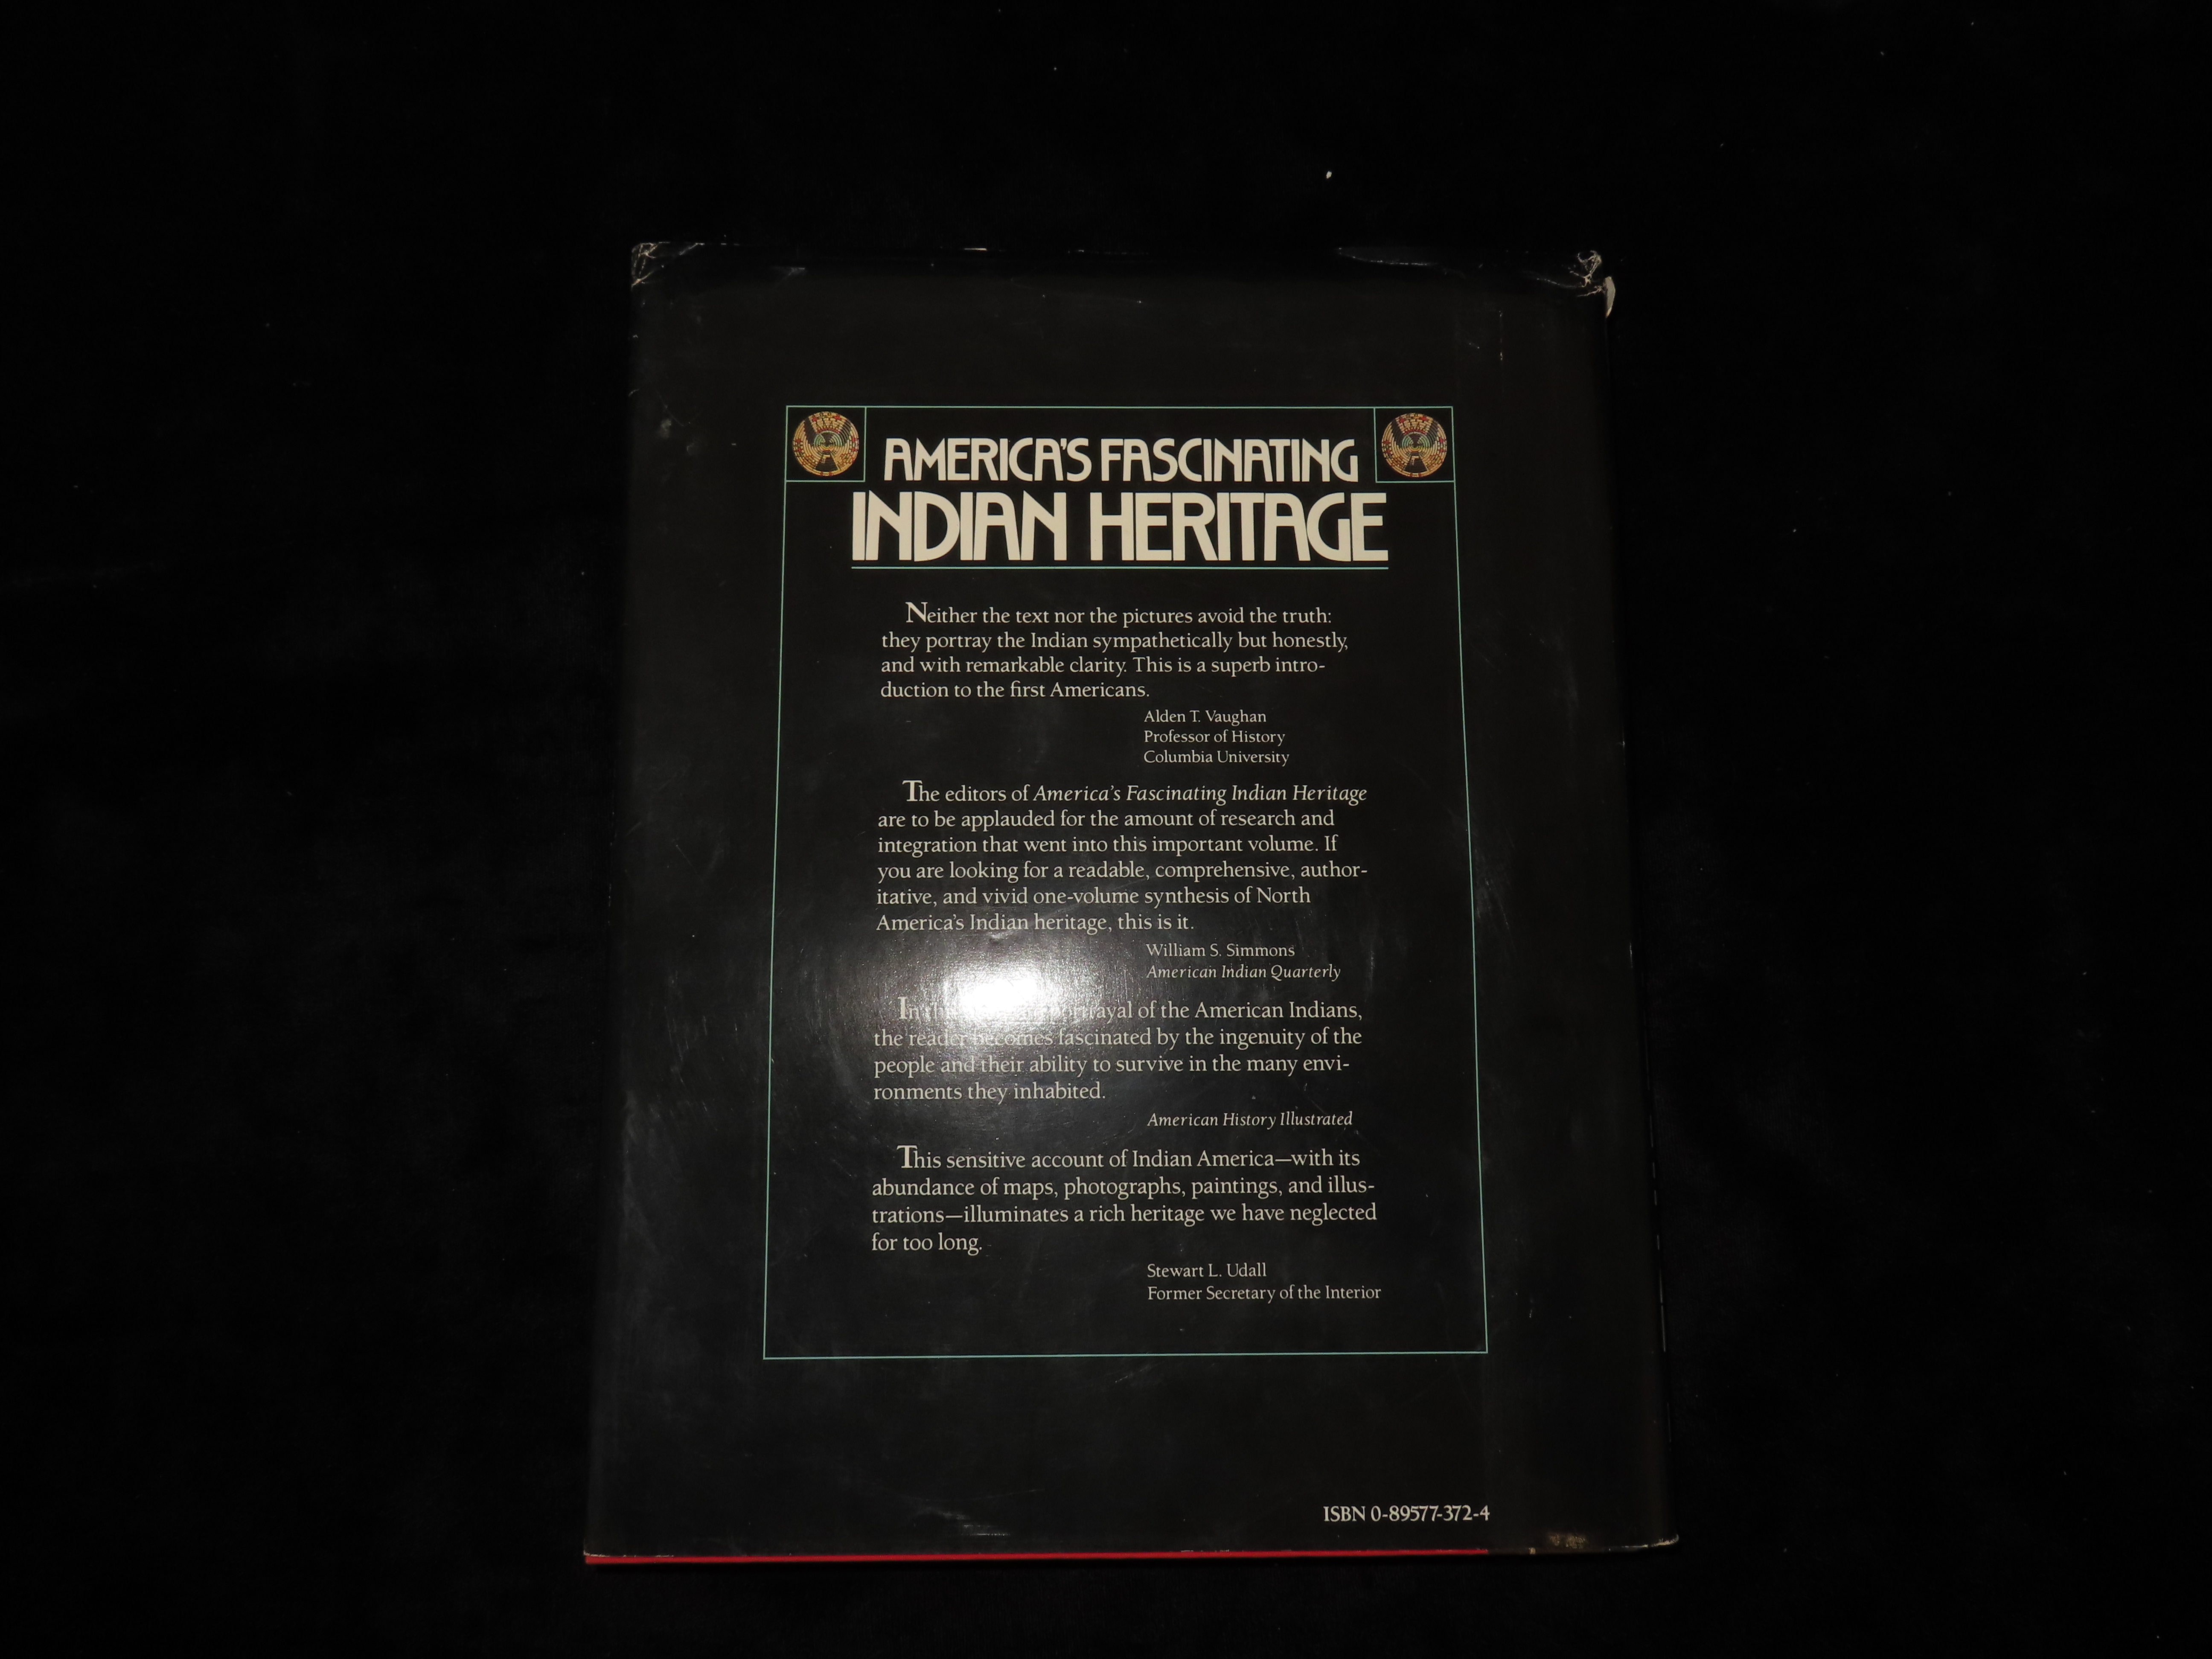 AMERICA'S FASCINATING
INDIAN HERITAGE
Neither the text nor the pictures avoid the truth:
they portray the Indian sympathetically but honestly,
and with remarkable clarity. This is a superb intro-
duction to the first Americans.
Alden T. Vaughan
Professor of History
Columbia University
The editors of America's Fascinating Indian Heritage
are to be applauded for the amount of research and
integration that went into this important volume. If
you are looking for a readable, comprehensive, author-
itative, and vivid one-volume synthesis of North
America's Indian heritage, this is it.
William S. Simmons
American Indian Quarterly
In portrayal of the American Indians,
the reader becomes fascinated by the ingenuity of the
people and their ability to survive in the many envi-
ronments they inhabited.
American History Illustrated
This sensitive account of Indian America—with its
abundance of maps, photographs, paintings, and illus-
trations—illuminates a rich heritage we have neglected
for too long.
Stewart L. Udall
Former Secretary of the Interior
ISBN 0-89577-372-4